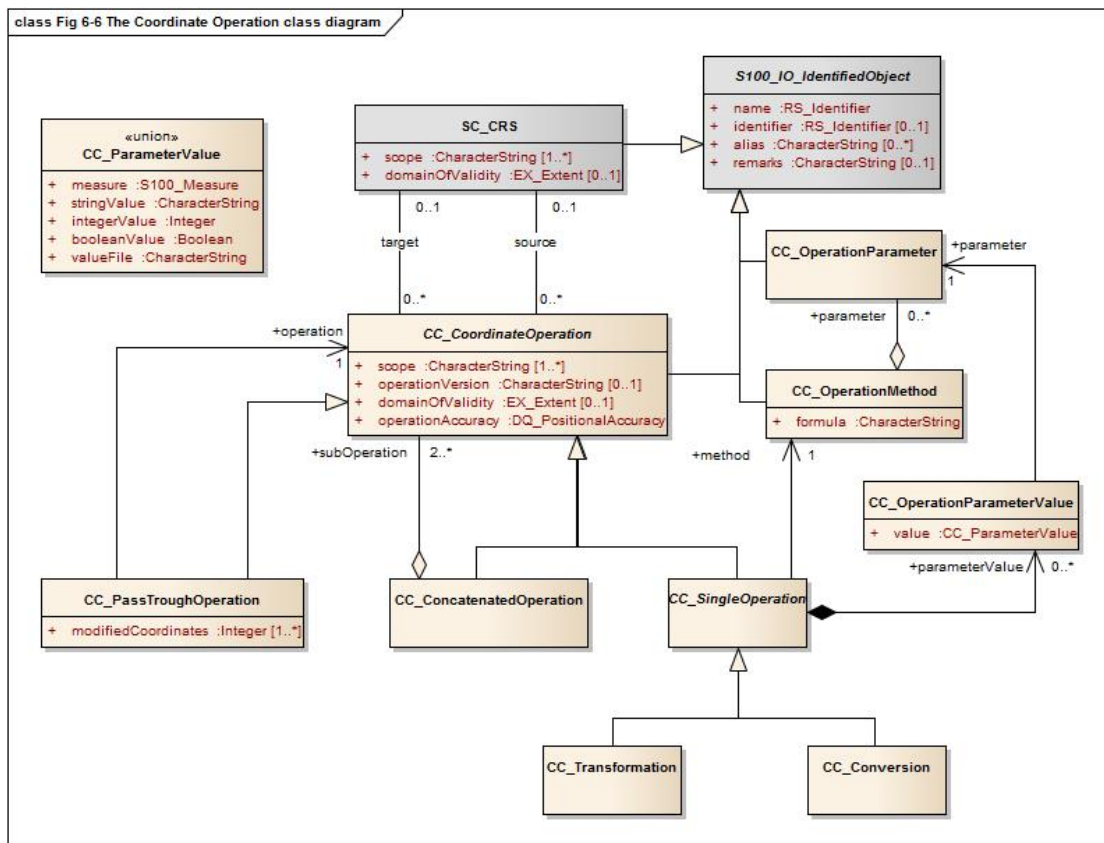 class Fig 6-6 The Coordinate Operation class diagram
S100_IO_IdentifiedObject
+ name :RS_Identifier
+ identifier :RS_Identifier [0..1]
+ alias :CharacterString [0..*]
+ remarks :CharacterString [0..1]
SC_CRS
+ scope :CharacterString [1..*]
+ domainOfValidity :EX_Extent [0..1]
«union»
CC_ParameterValue
+ measure :S100_Measure
+ stringValue :CharacterString
+ integerValue :Integer
+ booleanValue :Boolean
+ valueFile :CharacterString
0..1
0..1
target
source
0..*
0..*
CC_OperationParameter
+parameter
1
+parameter
0..*
+operation
1
CC_CoordinateOperation
+ scope :CharacterString [1..*]
+ operationVersion :CharacterString [0..1]
+ domainOfValidity :EX_Extent [0..1]
+ operationAccuracy :DQ_PositionalAccuracy
CC_OperationMethod
+ formula :CharacterString
+subOperation
2..*
+method
1
CC_OperationParameterValue
+ value :CC_ParameterValue
+parameterValue
0..*
CC_PassTroughOperation
+ modifiedCoordinates :Integer [1..*]
CC_ConcatenatedOperation
CC_SingleOperation
CC_Transformation
CC_Conversion